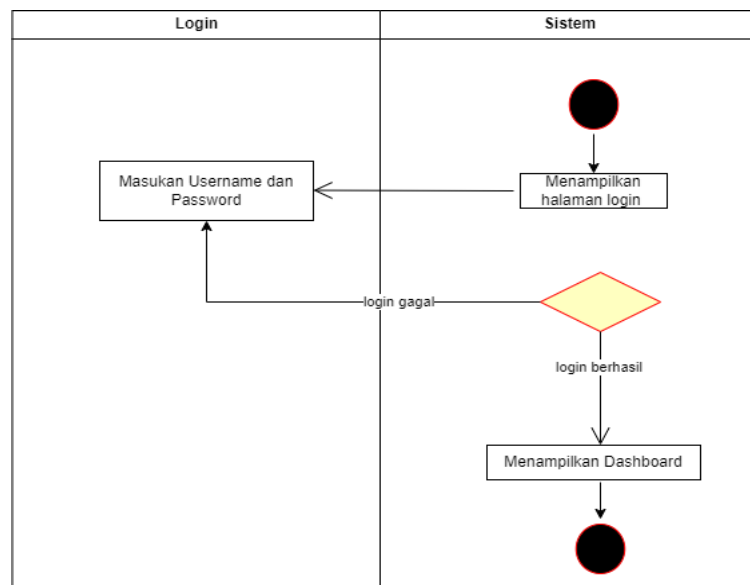 Login
Sistem
Masukan Username dan
Password
Menampilkan
halaman login
login gagal
login berhasil
Menampilkan Dashboard